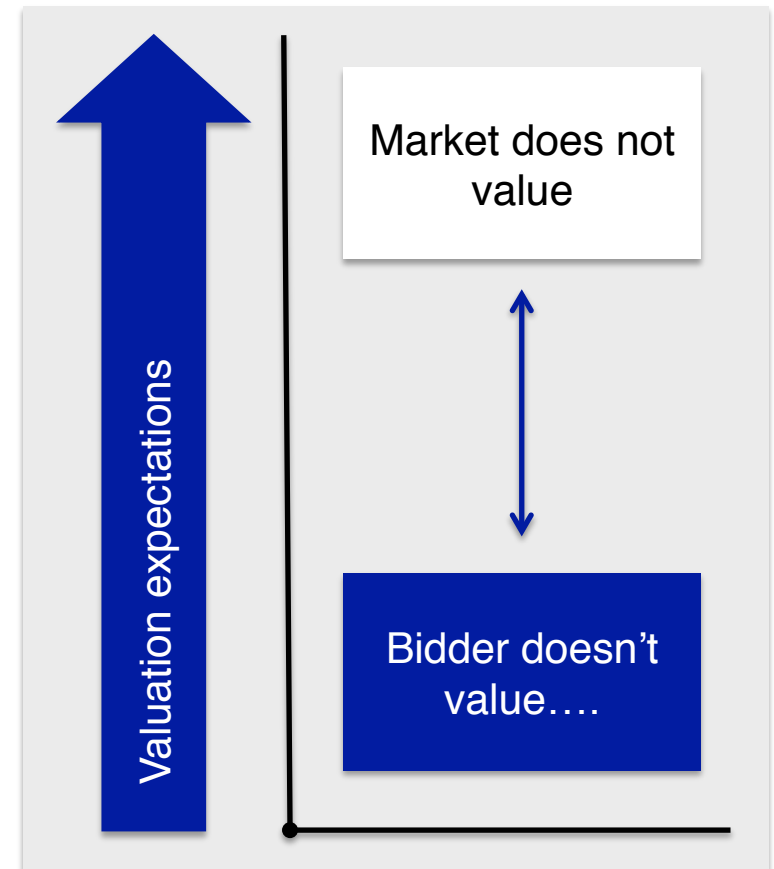 Valuation expectations
Market does not
value
Bidder doesn’t
value….